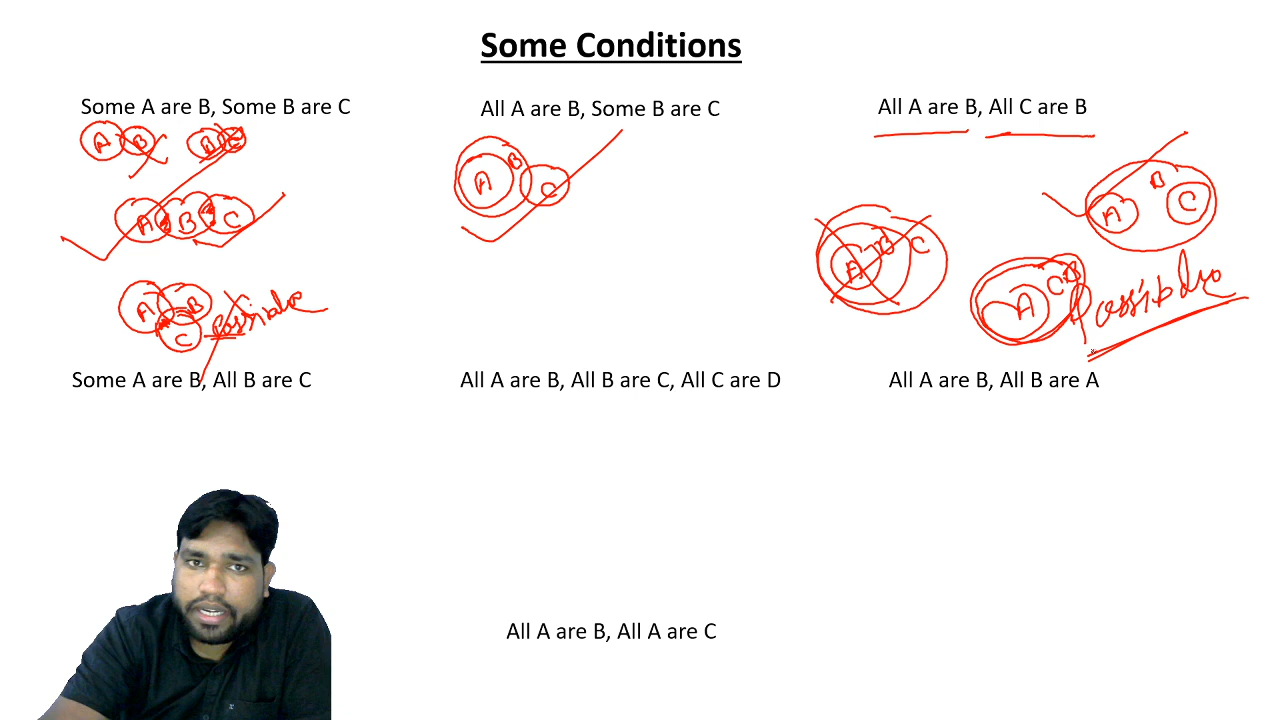 Some Conditions
Some A are B, Some B are C
All A are B, Some B are C
All A are B, All C are B
A B
B C
A B C
A B
C Possible
A B C
A B C
A B C
A C B Possible
Some A are B, All B are C
All A are B, All B are C, All C are D
All A are B, All B are A
All A are B, All A are C